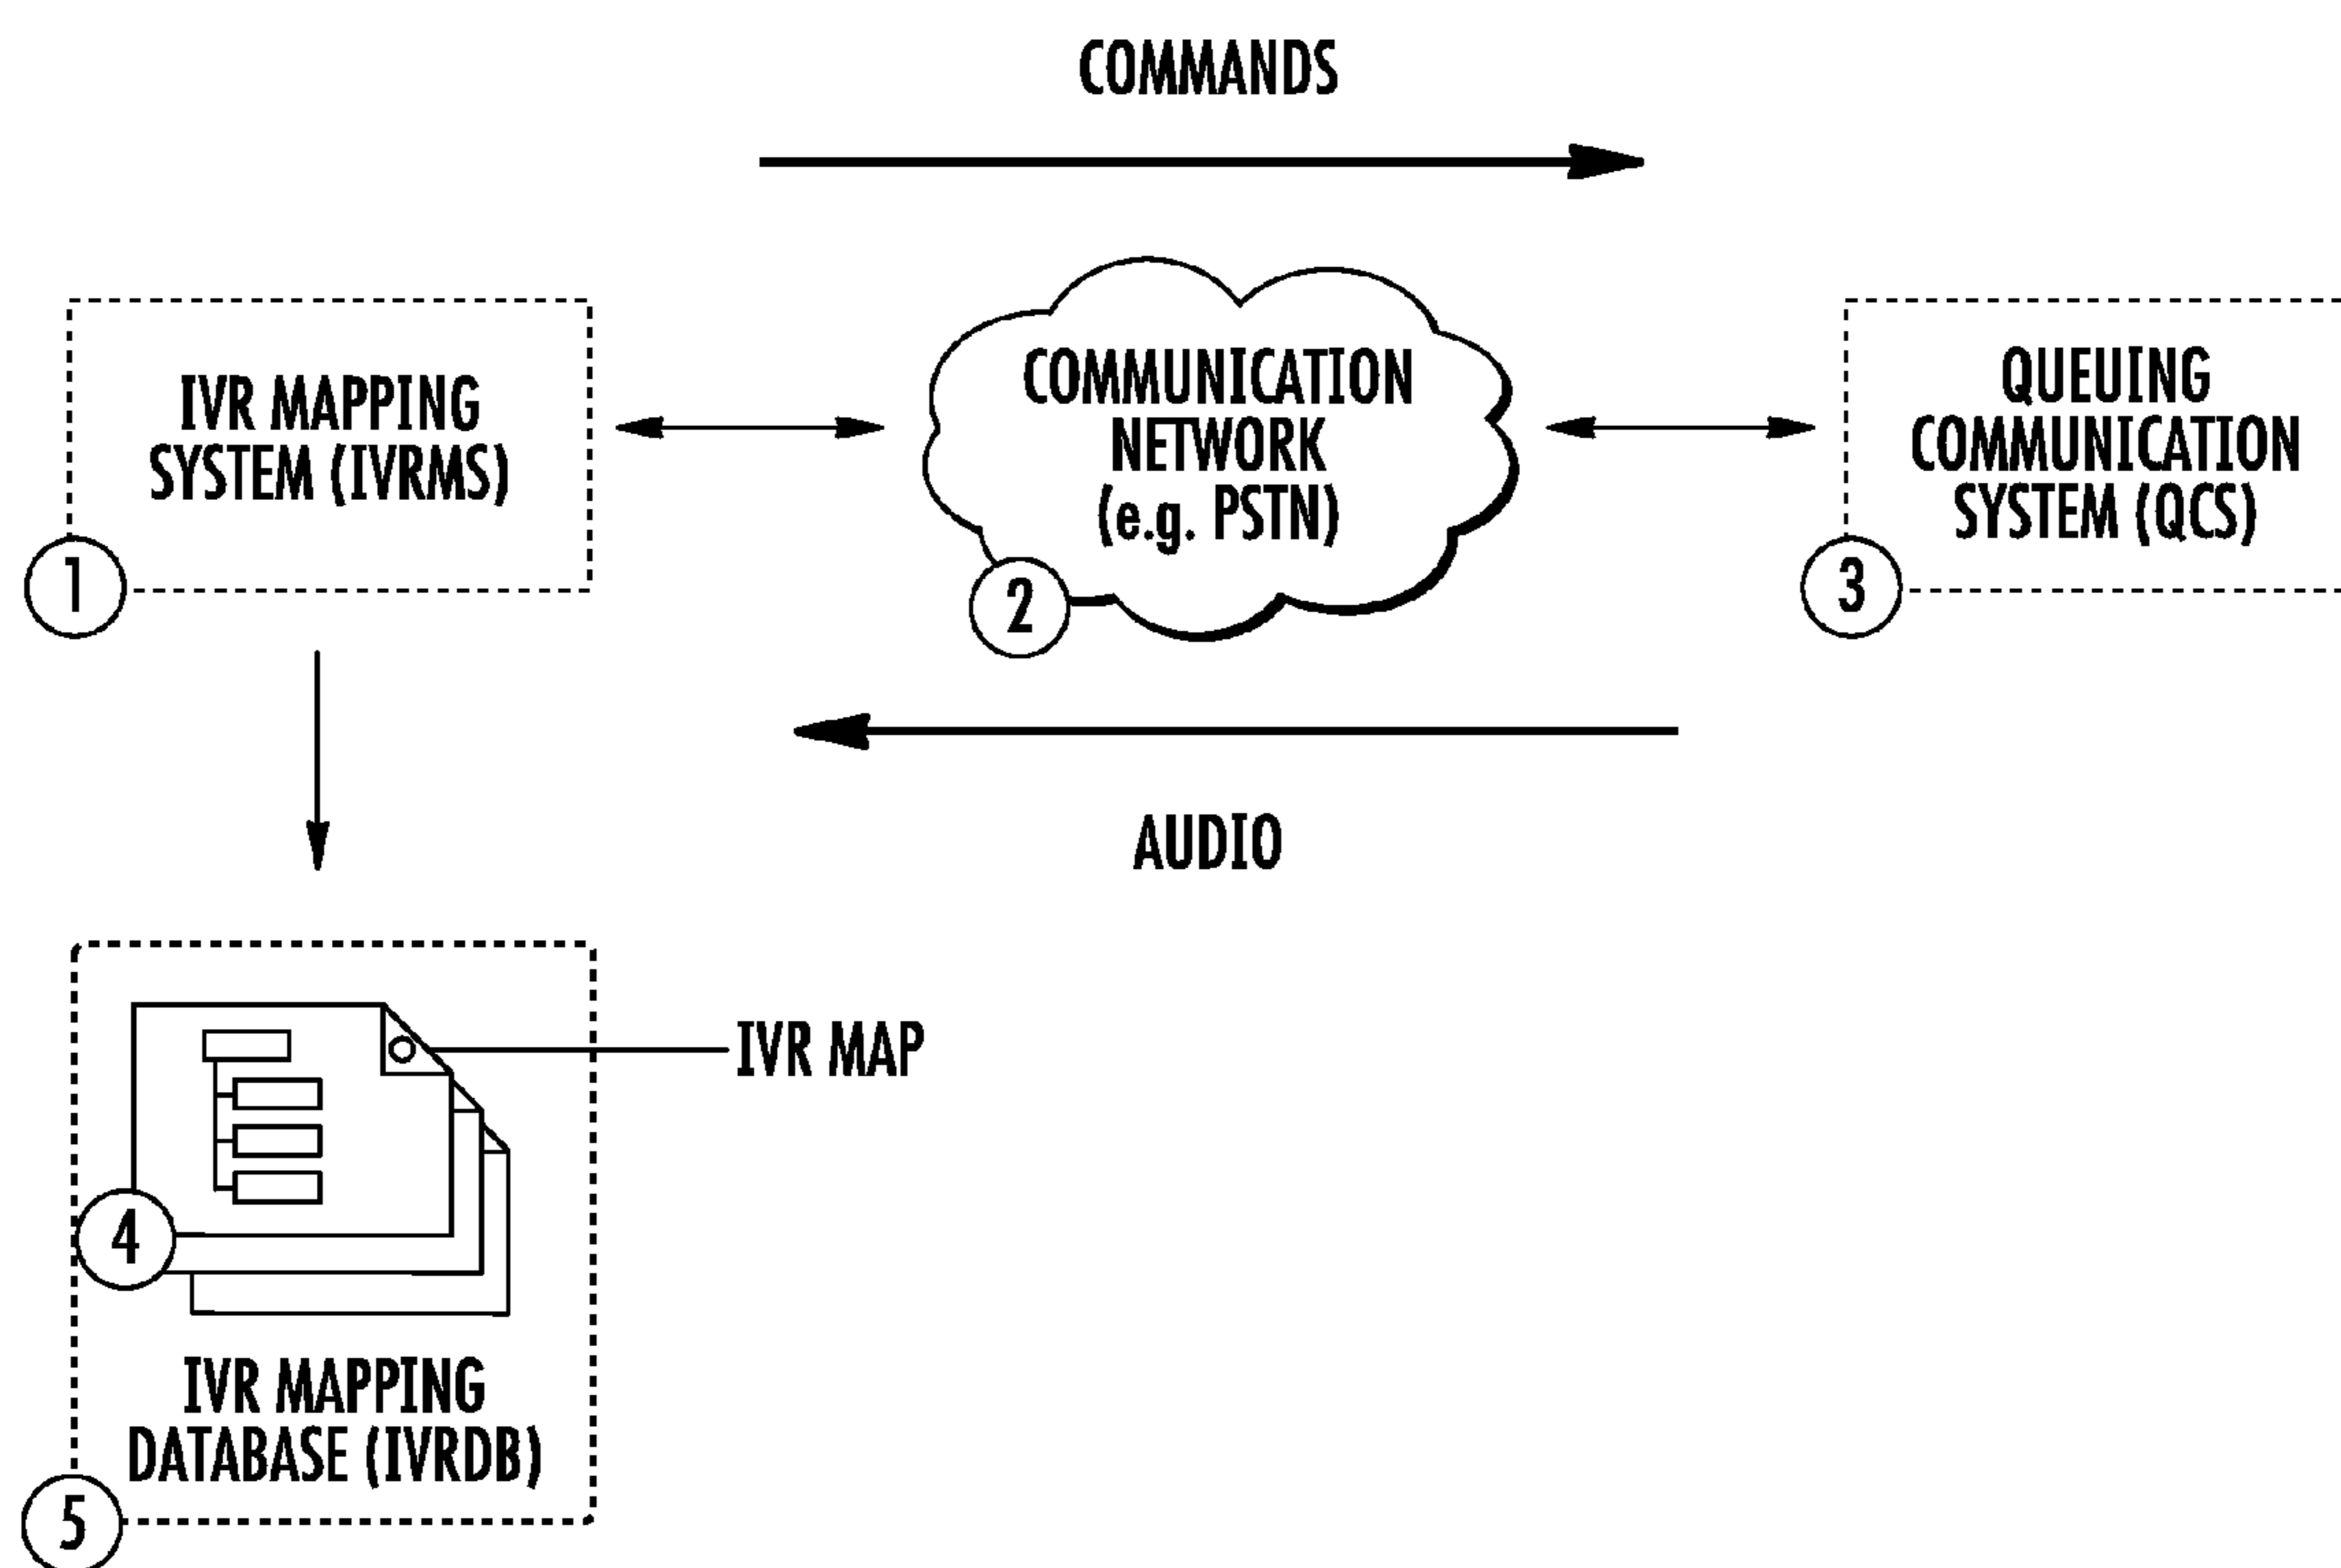 COMMANDS
IVR MAPPING
SYSTEM (IVRMS)
1
COMMUNICATION
NETWORK
(e.g. PSTN)
2
QUEUING
COMMUNICATION
SYSTEM (QCS)
3
AUDIO
IVR MAP
4
IVR MAPPING
DATABASE (IVRDB)
5